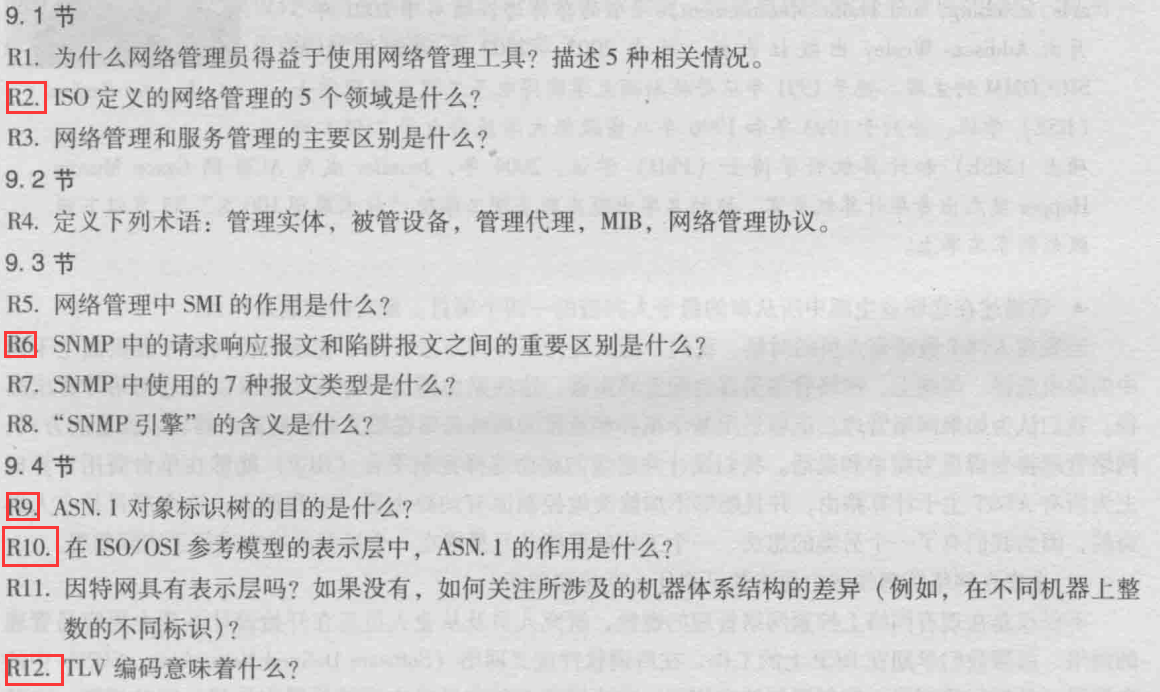 9.1 节
R1. 为什么网络管理员得益于使用网络管理工具？描述 5 种相关情况。
R2. ISO 定义的网络管理的 5 个领域是什么？
R3. 网络管理和服务管理的主要区别是什么？
9.2 节
R4. 定义下列术语：管理实体，被管设备，管理代理，MIB，网络管理协议。
9.3 节
R5. 网络管理中 SMI 的作用是什么？
R6. SNMP 中的请求响应报文和陷阱报文之间的重要区别是什么？
R7. SNMP 中使用的 7 种报文类型是什么？
R8. “SNMP 引擎”的含义是什么？
9.4 节
R9. ASN.1 对象标识树的目的是什么？
R10. 在 ISO/OSI 参考模型的表示层中，ASN.1 的作用是什么？
R11. 因特网具有表示层吗？如果没有，如何关注所涉及的机器体系结构的差异（例如，在不同机器上整
数的不同标识）？
R12. TLV 编码意味着什么？